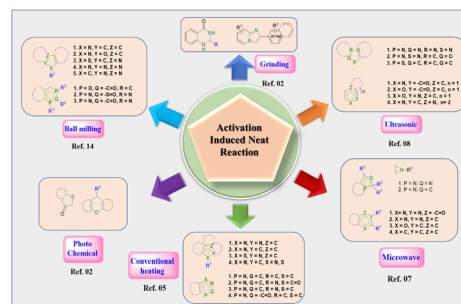 Grinding
Ref. 02
1. X = N, Y = C, Z = C
2. X = N, Y = O, Z = C
3. X = S, Y = C, Z = N
4. X = N, Y = N, Z = N
5. X = C, Y = N, Z = N
1. P = O, Q = -C=O, R = C
3. P = N, Q = -C=O, R = N
Ball milling
Ref. 14
1. P = N, Q = N, R = N, S = N
2. P = N, S = N, R = C, Q = C
3. P = S, Q = C, R = C, Q = C
1. X = N, Y = -C=O, Z = C, n = 1
2. X = O, Y = -C=O, Z = C, n = 1
3. X = O, Y = N, Z = C, n = 1
4. X = N, Y = C, Z = N, n = 2
Ultrasonic
Ref. 08
Activation
Induced Neat
Reaction
Photo
Chemical
Ref. 02
Conventional
heating
Ref. 05
1. X = N, Y = N, Z = C
2. X = N, Y = C, Z = C
3. X = S, Y = N, Z = C
4. X = N, Y = C, X = N, S
1. P = N, Q = C, R = C, S = C
2. P = N, Q = C, R = N, S = C=O
3. P = N, Q = C, R = N, S = C
4. P = N, Q = -C=O, R = C, S = C
1. P = N, Q = N
2. P = N, Q = C
1. X = N, Y = N, Z = -C=O
2. X = N, Y = C, Z = C
3. X = O, Y = C, Z = C
4. X = C, Y = C, Z = C
Microwave
Ref. 07